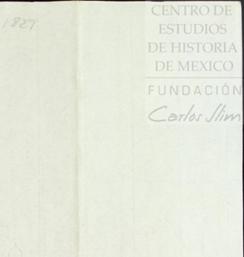 CENTRO DE
ESTUDIOS
DE HISTORIA
DE MEXICO
FUNDACIÓN
Carlos Slim
1827.